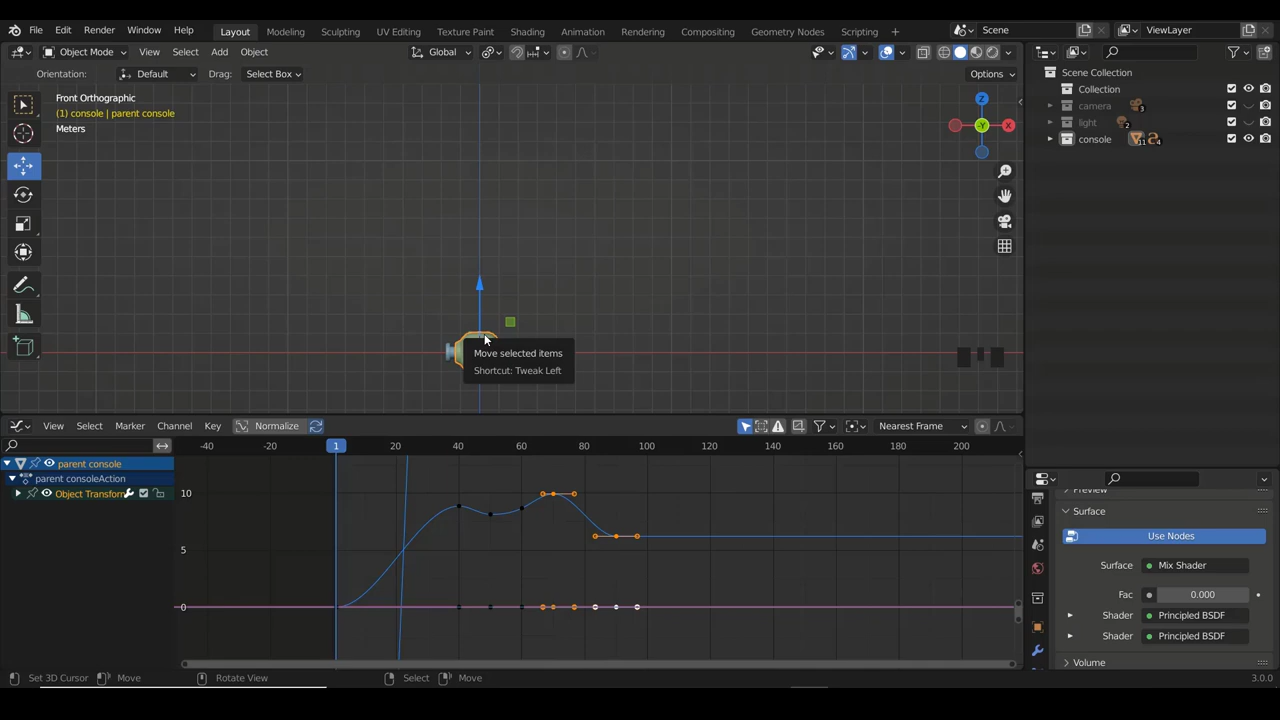 File Edit Render Window Help Layout Modeling Sculpting UV Editing Texture Paint Shading Animation Rendering Compositing Geometry Nodes Scripting Scene ViewLayer
Object Mode View Select Add Object Global
Orientation: Default Drag: Select Box Options
Scene Collection
Collection
camera 3
light 2
console 11 4
Front Orthographic
(1) console | parent console
Meters
Z
Y X
Move selected items
Shortcut: Tweak Left
View Select Marker Channel Key Normalize Nearest Frame
-40 -20 1 20 40 60 80 100 120 140 160 180 200
parent console
parent consoleAction
Object Transform
10
5
0
Preview
Surface
Use Nodes
Surface Mix Shader
Fac 0.000
Shader Principled BSDF
Shader Principled BSDF
Volume
Set 3D Cursor Move Rotate View Select Move 3.0.0